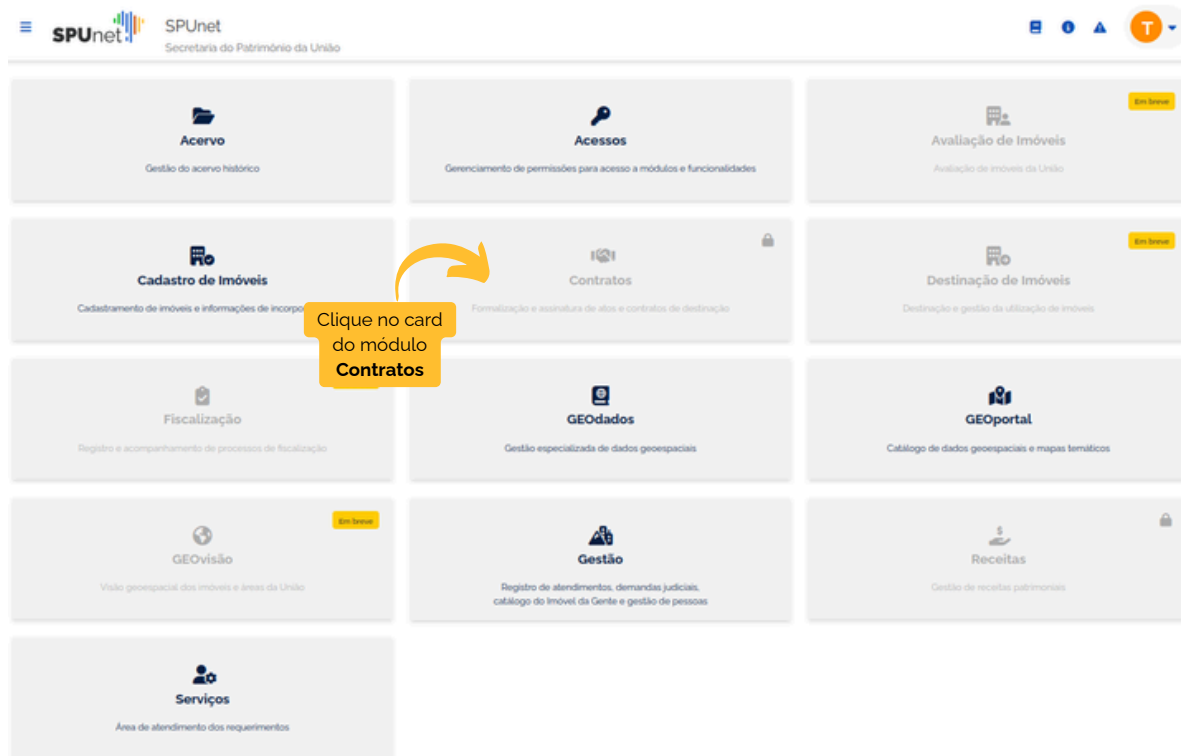 SPUnet
SPUnet
Secretaria do Patrimônio da União
T
Acervo
Gestão do acervo histórico
Acessos
Gerenciamento de permissões para acesso a módulos e funcionalidades
Em breve
Avaliação de Imóveis
Avaliação de imóveis da União
Cadastro de Imóveis
Cadastramento de imóveis e informações de incorpo
Contratos
Formalização e assinatura de atos e contratos de destinação
Em breve
Destinação de Imóveis
Destinação e gestão da utilização de imóveis
Clique no card
do módulo
Contratos
Fiscalização
Registro e acompanhamento de processos de fiscalização
GEOdados
Gestão especializada de dados geoespaciais
GEOportal
Catálogo de dados geoespaciais e mapas temáticos
Em breve
GEOvisão
Visão geoespacial dos imóveis e áreas da União
Gestão
Registro de atendimentos, demandas judiciais,
catálogo do Imóvel da Gente e gestão de pessoas
Receitas
Gestão de receitas patrimoniais
Serviços
Área de atendimento dos requerimentos